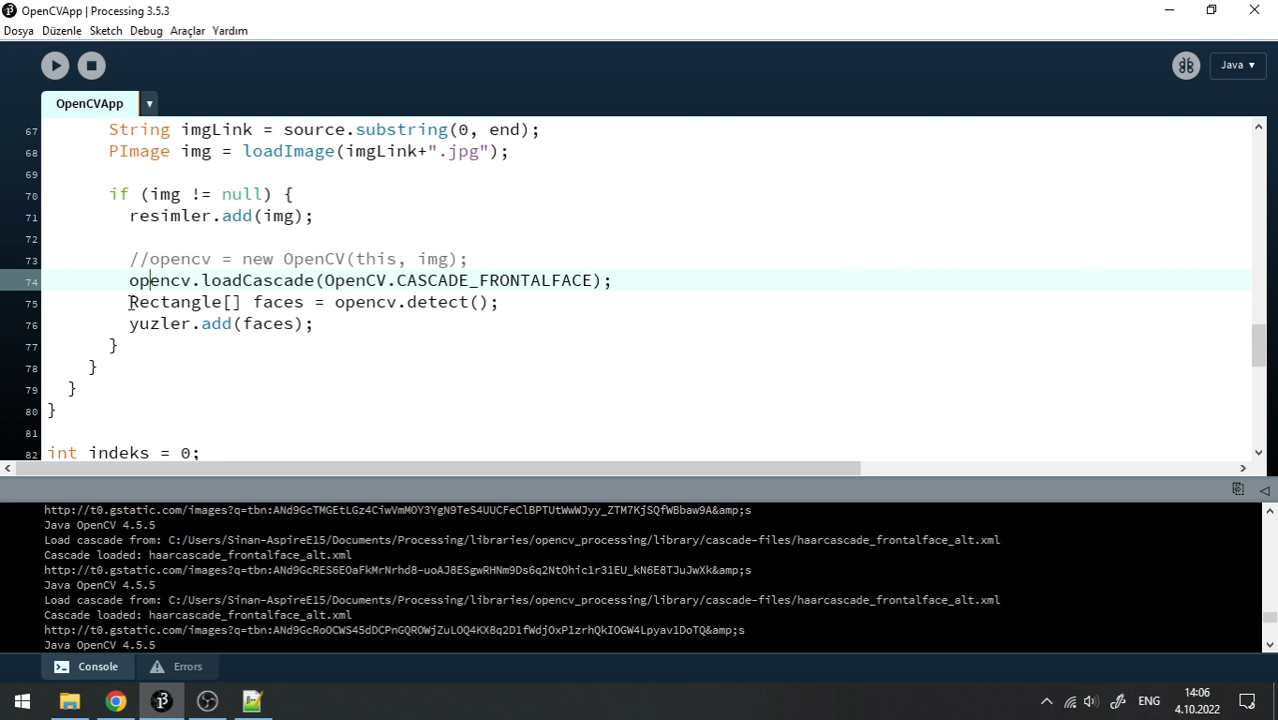 OpenCVApp | Processing 3.5.3
Dosya Düzenle Sketch Debug Araçlar Yardım
Java ▾
OpenCVApp ▾
67 String imgLink = source.substring(0, end);
68 PImage img = loadImage(imgLink+".jpg");
69
70 if (img != null) {
71 resimler.add(img);
72
73 //opencv = new OpenCV(this, img);
74 opencv.loadCascade(OpenCV.CASCADE_FRONTALFACE);
75 Rectangle[] faces = opencv.detect();
76 yuzler.add(faces);
77 }
78 }
79 }
80 }
81
82 int indeks = 0;
http://t0.gstatic.com/images?q=tbn:ANd9GcTMGEtLGz4CiwVmMOY3YgN9TeS4UUCFeClBPTUtWwWJyy_ZTM7KjSQfWBbaw9A&amp;s
Java OpenCV 4.5.5
Load cascade from: C:/Users/Sinan-AspireE15/Documents/Processing/libraries/opencv_processing/library/cascade-files/haarcascade_frontalface_alt.xml
Cascade loaded: haarcascade_frontalface_alt.xml
http://t0.gstatic.com/images?q=tbn:ANd9GcRES6EOaFkMrNrhd8-uoAJ8ESgwRHNm9Ds6q2NtOhic1r31EU_kN6E8TJuJwXk&amp;s
Java OpenCV 4.5.5
Load cascade from: C:/Users/Sinan-AspireE15/Documents/Processing/libraries/opencv_processing/library/cascade-files/haarcascade_frontalface_alt.xml
Cascade loaded: haarcascade_frontalface_alt.xml
http://t0.gstatic.com/images?q=tbn:ANd9GcRoOCWS45dDCPnGQROWjZuLOQ4KX8q2D1fWdjOxP1zrhQkIOGW4Lpyav1DoTQ&amp;s
Java OpenCV 4.5.5
Console Errors
ENG
14:06
4.10.2022